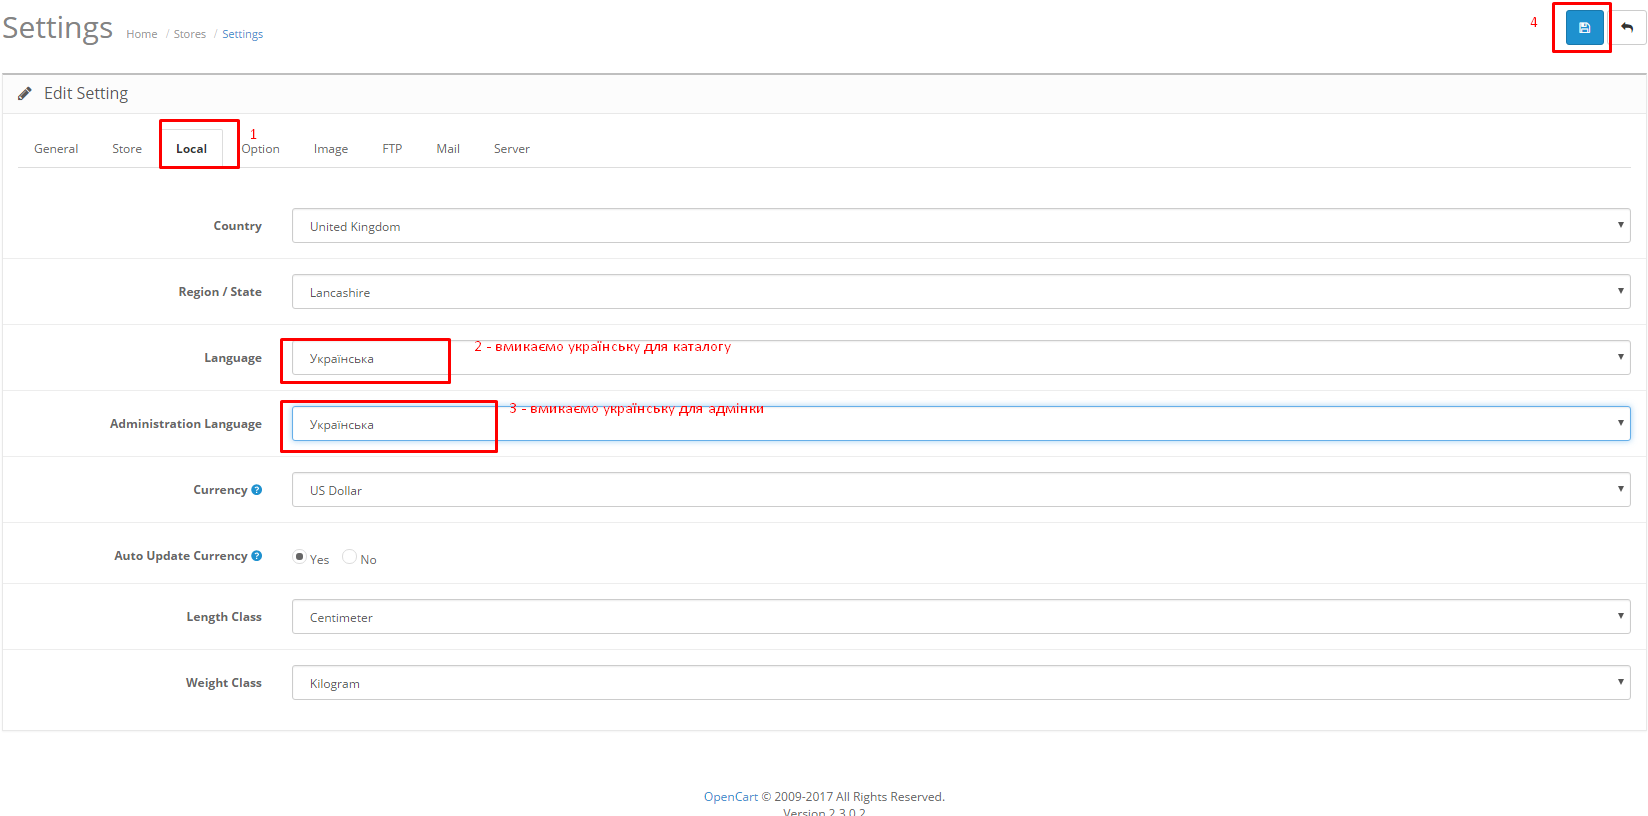 Settings Home / Stores / Settings 4
Edit Setting
1
General Store Local Option Image FTP Mail Server
Country United Kingdom
Region / State Lancashire
2 - вмикаємо українську для каталогу
Language Українська
3 - вмикаємо українську для адмінки
Administration Language Українська
Currency US Dollar
Auto Update Currency Yes No
Length Class Centimeter
Weight Class Kilogram
OpenCart © 2009-2017 All Rights Reserved.
Version 2.3.0.2